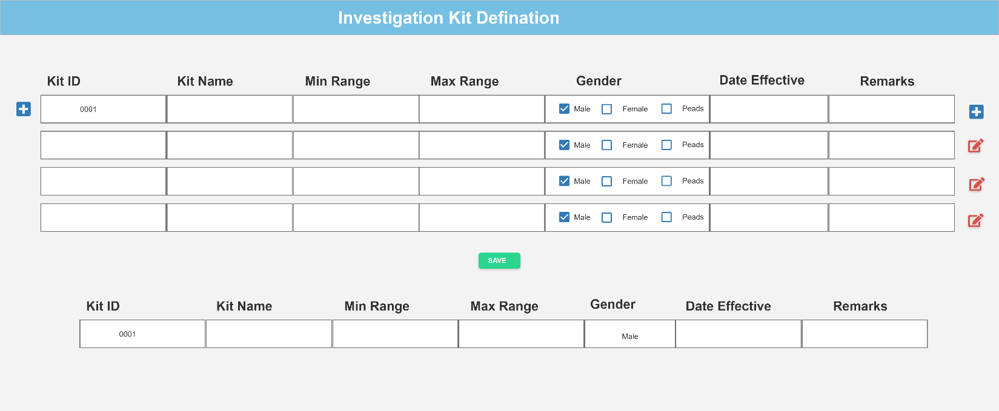 Investigation Kit Defination
Kit ID Kit Name Min Range Max Range Gender Date Effective Remarks
0001 Male Female Peads
Male Female Peads
Male Female Peads
Male Female Peads
SAVE
Kit ID Kit Name Min Range Max Range Gender Date Effective Remarks
0001 Male